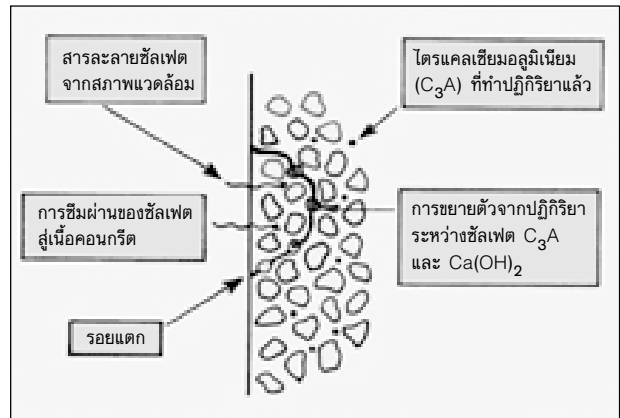 สารละลายซัลเฟต
จากสภาพแวดล้อม
ไตรแคลเซียมอลูมิเนียม
(C₃A) ที่ทำปฏิกิริยาแล้ว
การซึมผ่านของซัลเฟต
สู่เนื้อคอนกรีต
การขยายตัวจากปฏิกิริยา
ระหว่างซัลเฟต C₃A
และ Ca(OH)₂
รอยแตก